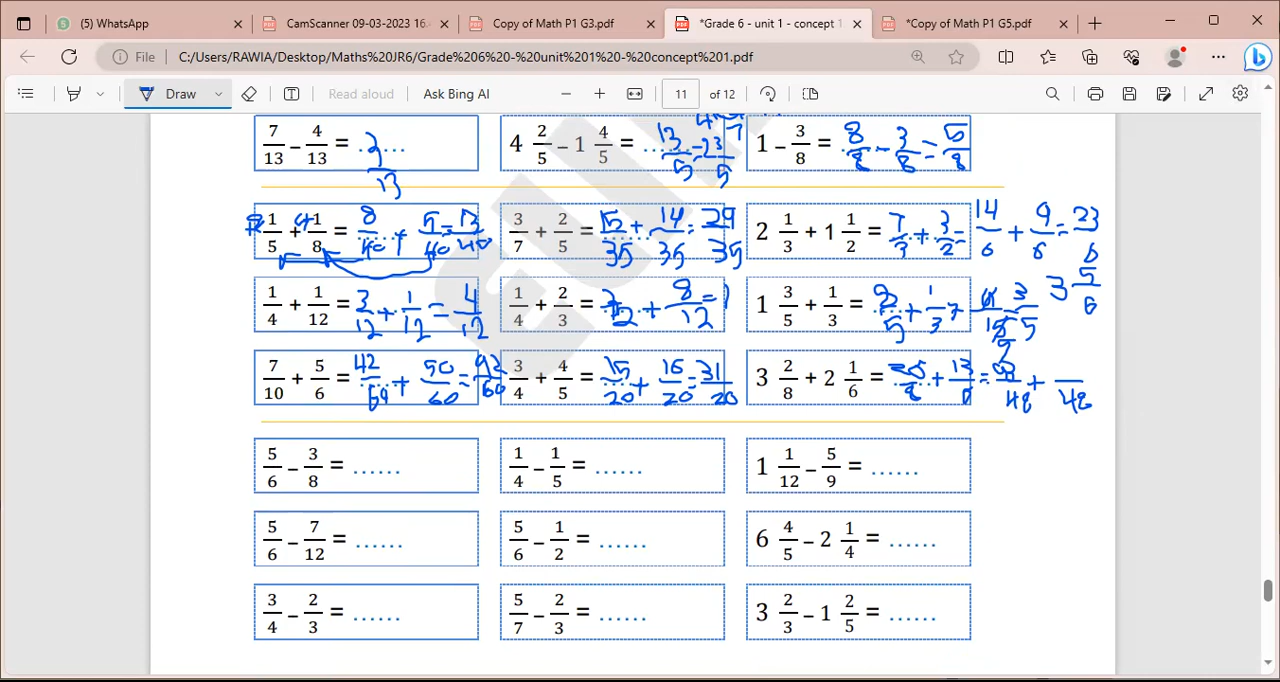 (5) WhatsApp
CamScanner 09-03-2023 16.
Copy of Math P1 G3.pdf
*Grade 6 - unit 1 - concept 1
*Copy of Math P1 G5.pdf
File C:/Users/RAWIA/Desktop/Maths%20JR6/Grade%206%20-%20unit%201%20-%20concept%201.pdf
Draw Read aloud Ask Bing AI 11 of 12
7/13 − 4/13 = 3/13
4 2/5 − 1 4/5 =
1 − 3/8 = 8/8 − 3/8 = 5/8
1/5 + 1/8 = 8/40 + 5/40 = 13/40
3/7 + 2/5 = 15/35 + 14/35 = 29/35
2 1/3 + 1 1/2 = 7/3 + 3/2 = 14/6 + 9/6 = 23/6
3 5/6
1/4 + 1/12 = 3/12 + 1/12 = 4/12
1/4 + 2/3 = + 8/12 = 1
1 3/5 + 1/3 = 8/5 + 1/3
7/10 + 5/6 = 42/60 + 50/60 = 92/60
3/4 + 4/5 = 15/20 + 16/20 = 31/20
3 2/8 + 2 1/6 =
5/6 − 3/8 = ......
1/4 − 1/5 = ......
1 1/12 − 5/9 = ......
5/6 − 7/12 = ......
5/6 − 1/2 = ......
6 4/5 − 2 1/4 = ......
3/4 − 2/3 = ......
5/7 − 2/3 = ......
3 2/3 − 1 2/5 = ......